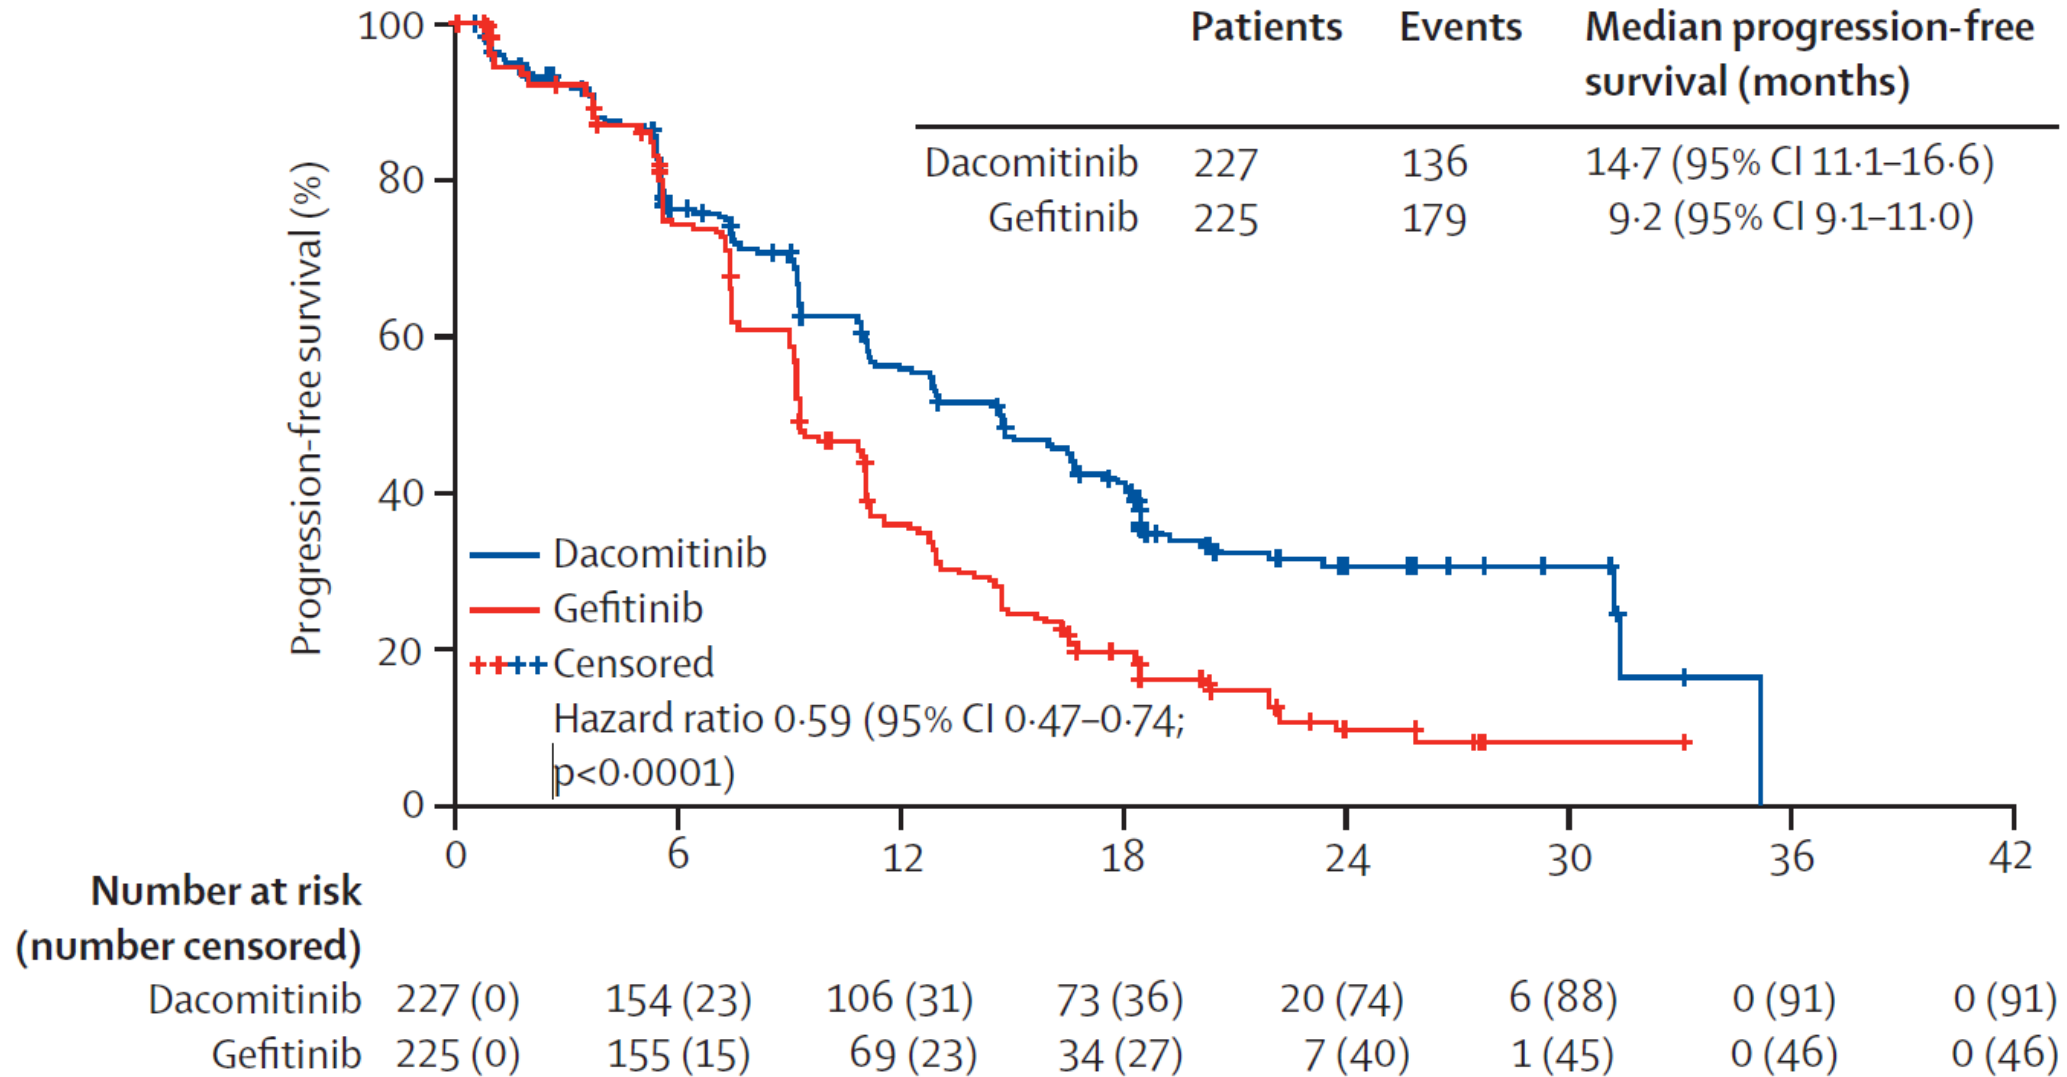 Patients Events Median progression-free
survival (months)
Dacomitinib 227 136 14·7 (95% CI 11·1–16·6)
Gefitinib 225 179 9·2 (95% CI 9·1–11·0)
Progression-free survival (%)
100
80
60
40
20
0
Dacomitinib
Gefitinib
Censored
Hazard ratio 0·59 (95% CI 0·47–0·74;
p<0·0001)
0 6 12 18 24 30 36 42
Number at risk
(number censored)
Dacomitinib 227 (0) 154 (23) 106 (31) 73 (36) 20 (74) 6 (88) 0 (91) 0 (91)
Gefitinib 225 (0) 155 (15) 69 (23) 34 (27) 7 (40) 1 (45) 0 (46) 0 (46)